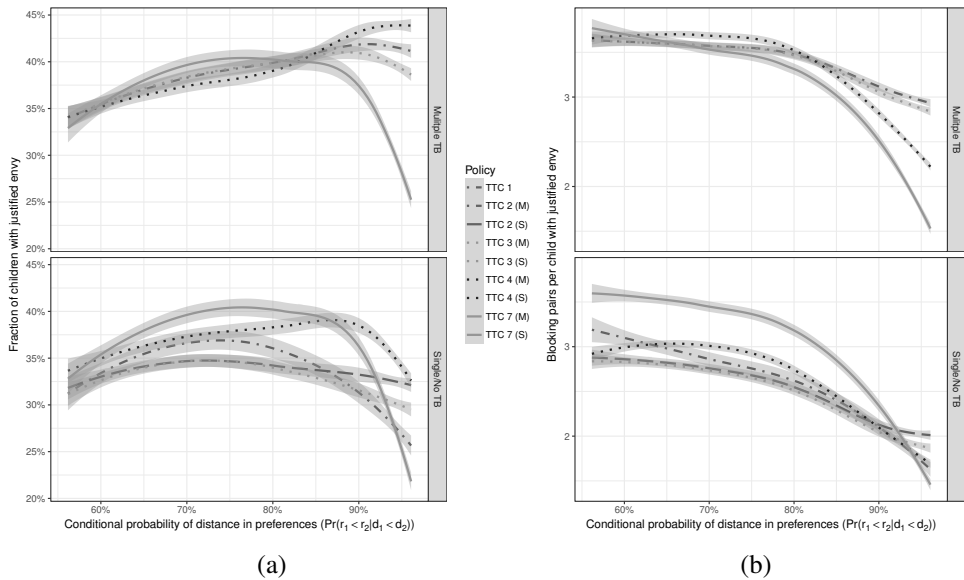 45%
40%
35%
30%
25%
20%
Mulitple TB
45%
40%
35%
30%
25%
20%
Single/No TB
Fraction of children with justified envy
60% 70% 80% 90%
Conditional probability of distance in preferences (Pr(r₁ < r₂|d₁ < d₂))
(a)
Policy
TTC 1
TTC 2 (M)
TTC 2 (S)
TTC 3 (M)
TTC 3 (S)
TTC 4 (M)
TTC 4 (S)
TTC 7 (M)
TTC 7 (S)
3
2
Mulitple TB
3
2
Single/No TB
Blocking pairs per child with justified envy
60% 70% 80% 90%
Conditional probability of distance in preferences (Pr(r₁ < r₂|d₁ < d₂))
(b)